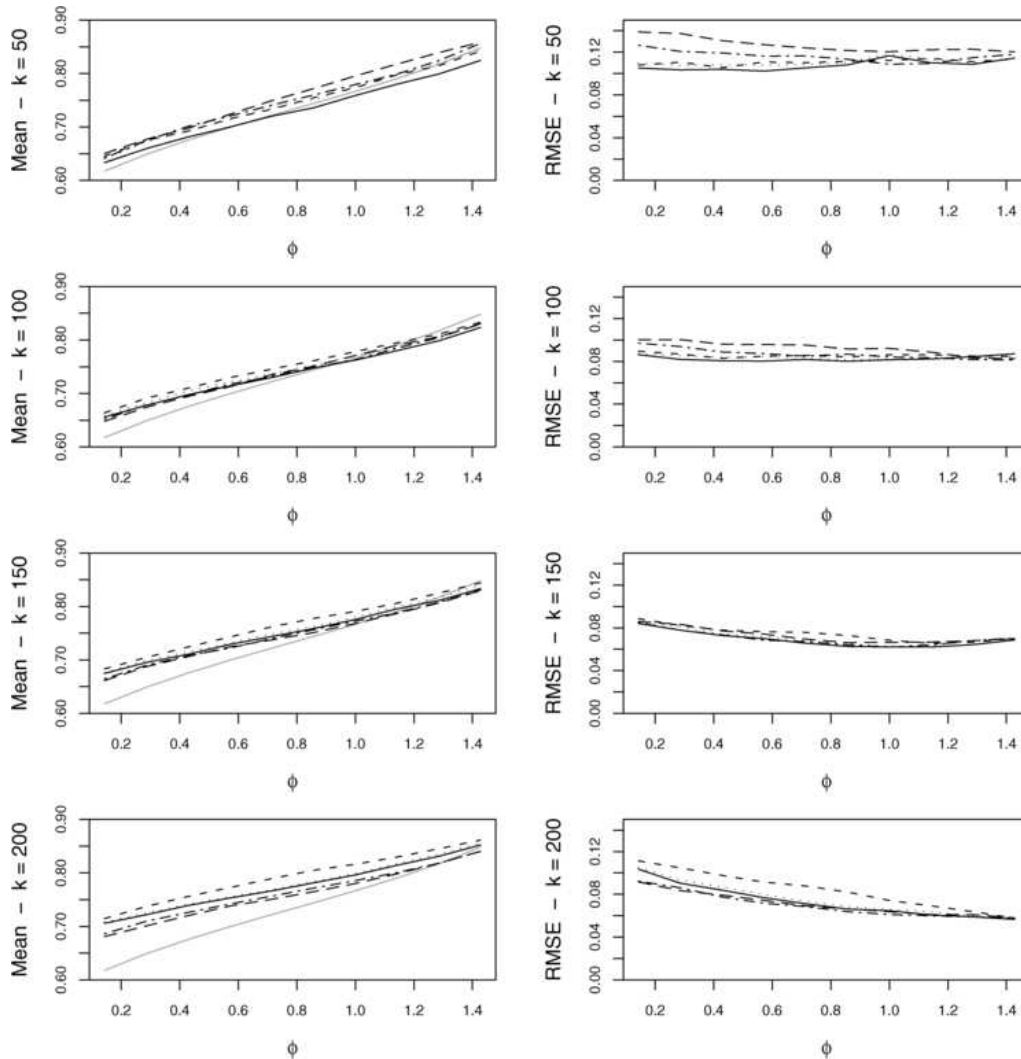 Mean – k = 50
0.60 0.70 0.80 0.90
0.2 0.4 0.6 0.8 1.0 1.2 1.4
ϕ
RMSE – k = 50
0.00 0.04 0.08 0.12
0.2 0.4 0.6 0.8 1.0 1.2 1.4
ϕ
Mean – k = 100
0.60 0.70 0.80 0.90
0.2 0.4 0.6 0.8 1.0 1.2 1.4
ϕ
RMSE – k = 100
0.00 0.04 0.08 0.12
0.2 0.4 0.6 0.8 1.0 1.2 1.4
ϕ
Mean – k = 150
0.60 0.70 0.80 0.90
0.2 0.4 0.6 0.8 1.0 1.2 1.4
ϕ
RMSE – k = 150
0.00 0.04 0.08 0.12
0.2 0.4 0.6 0.8 1.0 1.2 1.4
ϕ
Mean – k = 200
0.60 0.70 0.80 0.90
0.2 0.4 0.6 0.8 1.0 1.2 1.4
ϕ
RMSE – k = 200
0.00 0.04 0.08 0.12
0.2 0.4 0.6 0.8 1.0 1.2 1.4
ϕ